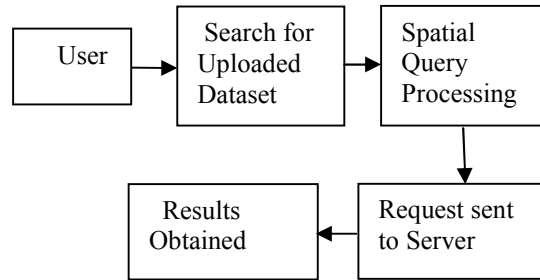 User
Search for
Uploaded
Dataset
Spatial
Query
Processing
Request sent
to Server
Results
Obtained